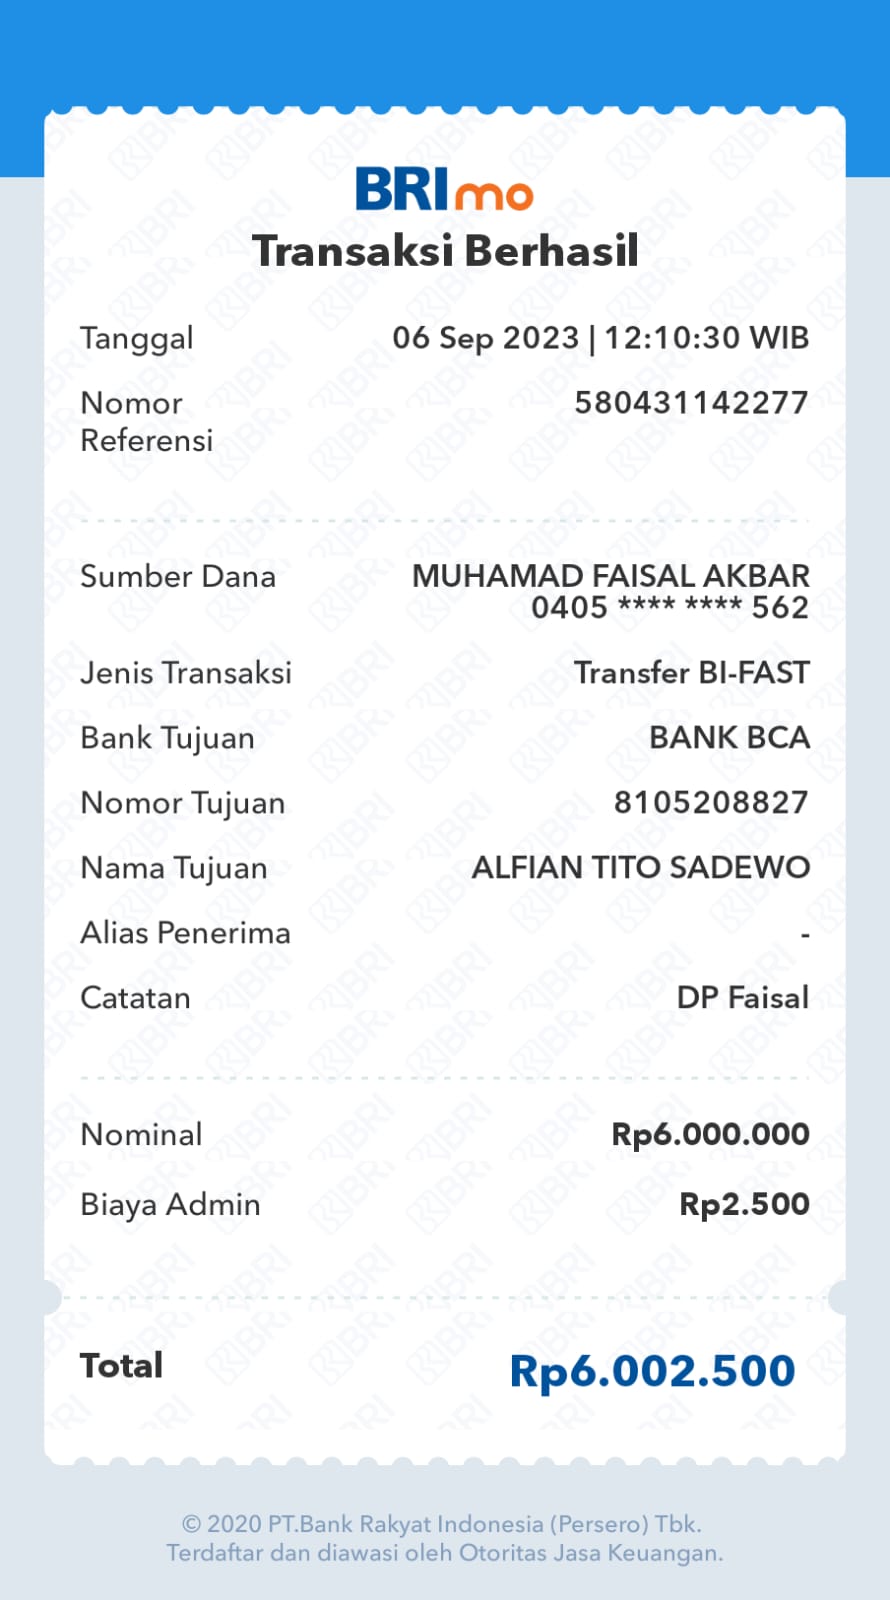 BRImo
Transaksi Berhasil
Tanggal 06 Sep 2023 | 12:10:30 WIB
Nomor Referensi 580431142277
Sumber Dana MUHAMAD FAISAL AKBAR
0405 **** **** 562
Jenis Transaksi Transfer BI-FAST
Bank Tujuan BANK BCA
Nomor Tujuan 8105208827
Nama Tujuan ALFIAN TITO SADEWO
Alias Penerima -
Catatan DP Faisal
Nominal Rp6.000.000
Biaya Admin Rp2.500
Total Rp6.002.500
© 2020 PT.Bank Rakyat Indonesia (Persero) Tbk.
Terdaftar dan diawasi oleh Otoritas Jasa Keuangan.